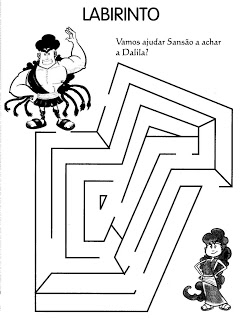 LABIRINTO
Vamos ajudar Sansão a achar
a Dalila?